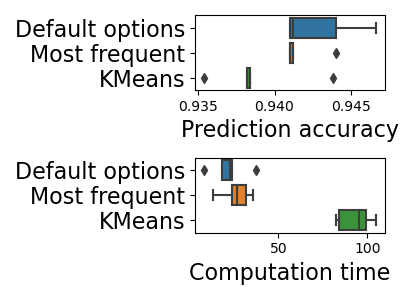 Default options
Most frequent
KMeans
0.935 0.940 0.945
Prediction accuracy
Default options
Most frequent
KMeans
50 100
Computation time